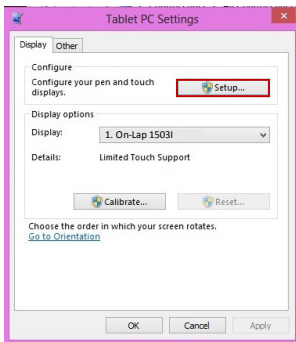 Tablet PC Settings
Display Other
Configure
Configure your pen and touch
displays.
Setup...
Display options
Display:
1. On-Lap 1503I
Details:
Limited Touch Support
Calibrate...
Reset...
Choose the order in which your screen rotates.
Go to Orientation
OK Cancel Apply